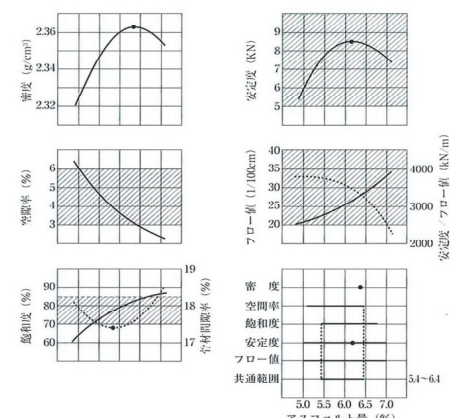 密度 (g/cm³)
2.36
2.34
2.32
安定度 (KN)
9
8
7
6
5
空隙率 (%)
6
5
4
3
フロー値 (1/100cm)
40
35
30
25
20
4000
3000
2000
安定度/フロー値 (kN/m)
飽和度 (%)
90
80
70
60
19
18
17
骨材間隙率 (%)
密度
空間率
飽和度
安定度
フロー値
共通範囲
5.4~6.4
5.0 5.5 6.0 6.5 7.0
アスファルト量 (%)